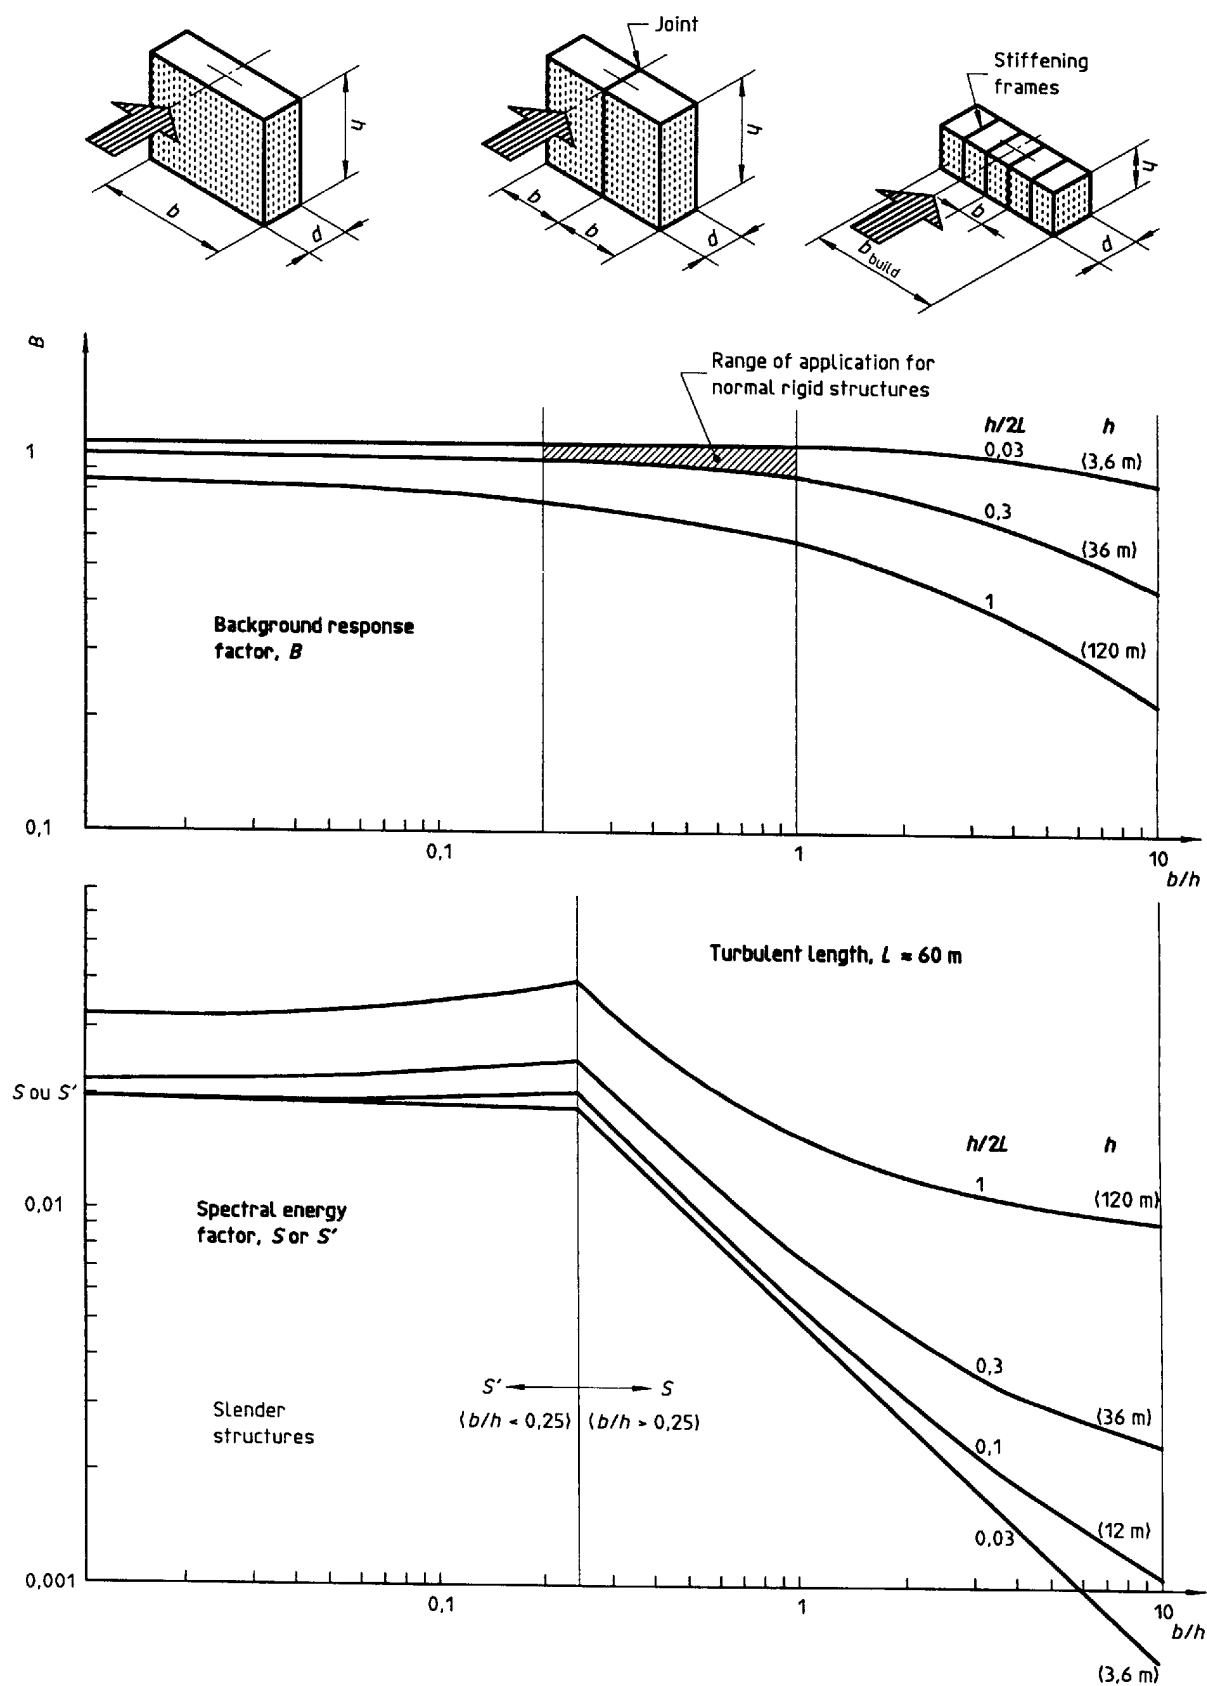 Joint
Stiffening
frames
h
h
h
b
d
b
b
d
b
d
b build
B
Range of application for
normal rigid structures
h/2L h
1
0,03
(3,6 m)
0,3
(36 m)
1
Background response
factor, B
(120 m)
0,1
0,1
1
10
b/h
Turbulent length, L ≈ 60 m
S ou S'
h/2L h
1
(120 m)
0,01
Spectral energy
factor, S or S'
0,3
S' S
(b/h < 0,25) (b/h > 0,25)
Slender
structures
(36 m)
0,1
(12 m)
0,03
0,001
0,1
1
10
b/h
(3,6 m)